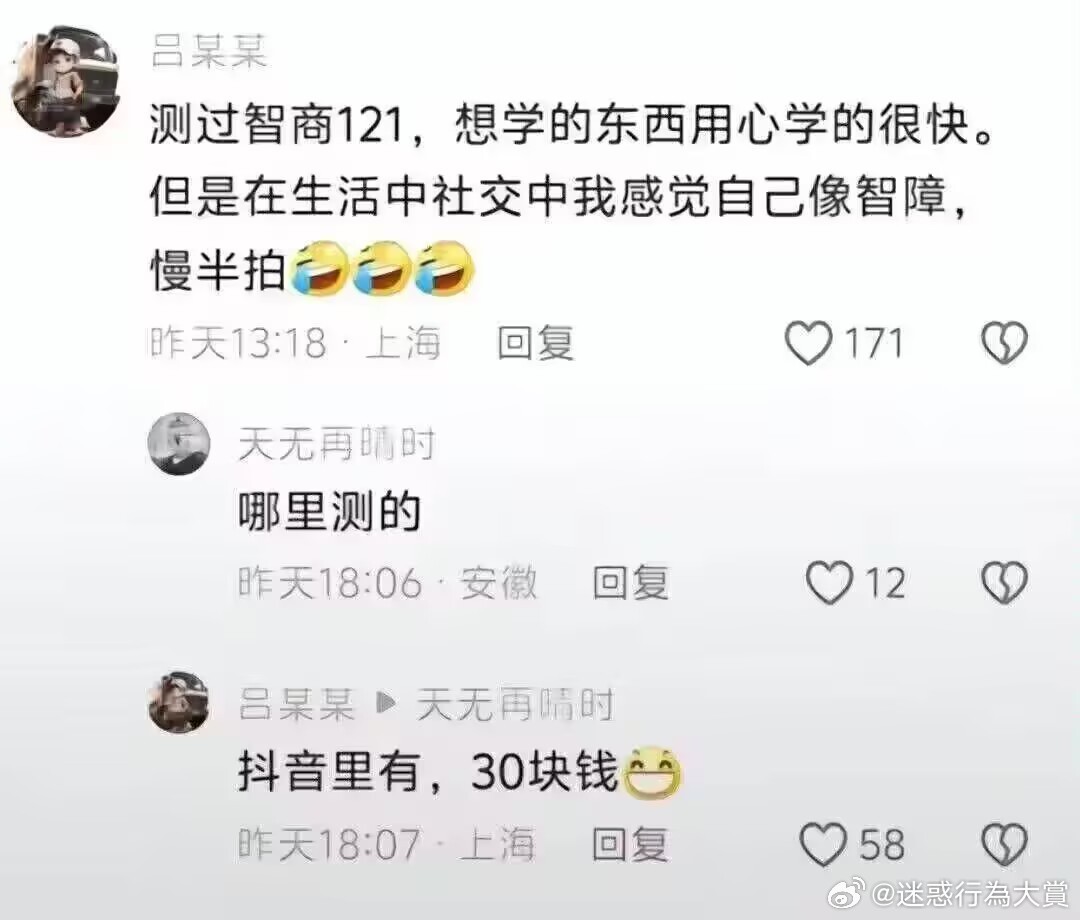 吕某某
测过智商121，想学的东西用心学的很快。
但是在生活中社交中我感觉自己像智障，
慢半拍🤣🤣🤣
昨天13:18 · 上海 回复 171
天无再晴时
哪里测的
昨天18:06 · 安徽 回复 12
吕某某 ▶ 天无再晴时
抖音里有，30块钱😁
昨天18:07 · 上海 回复 58
@迷惑行為大賞